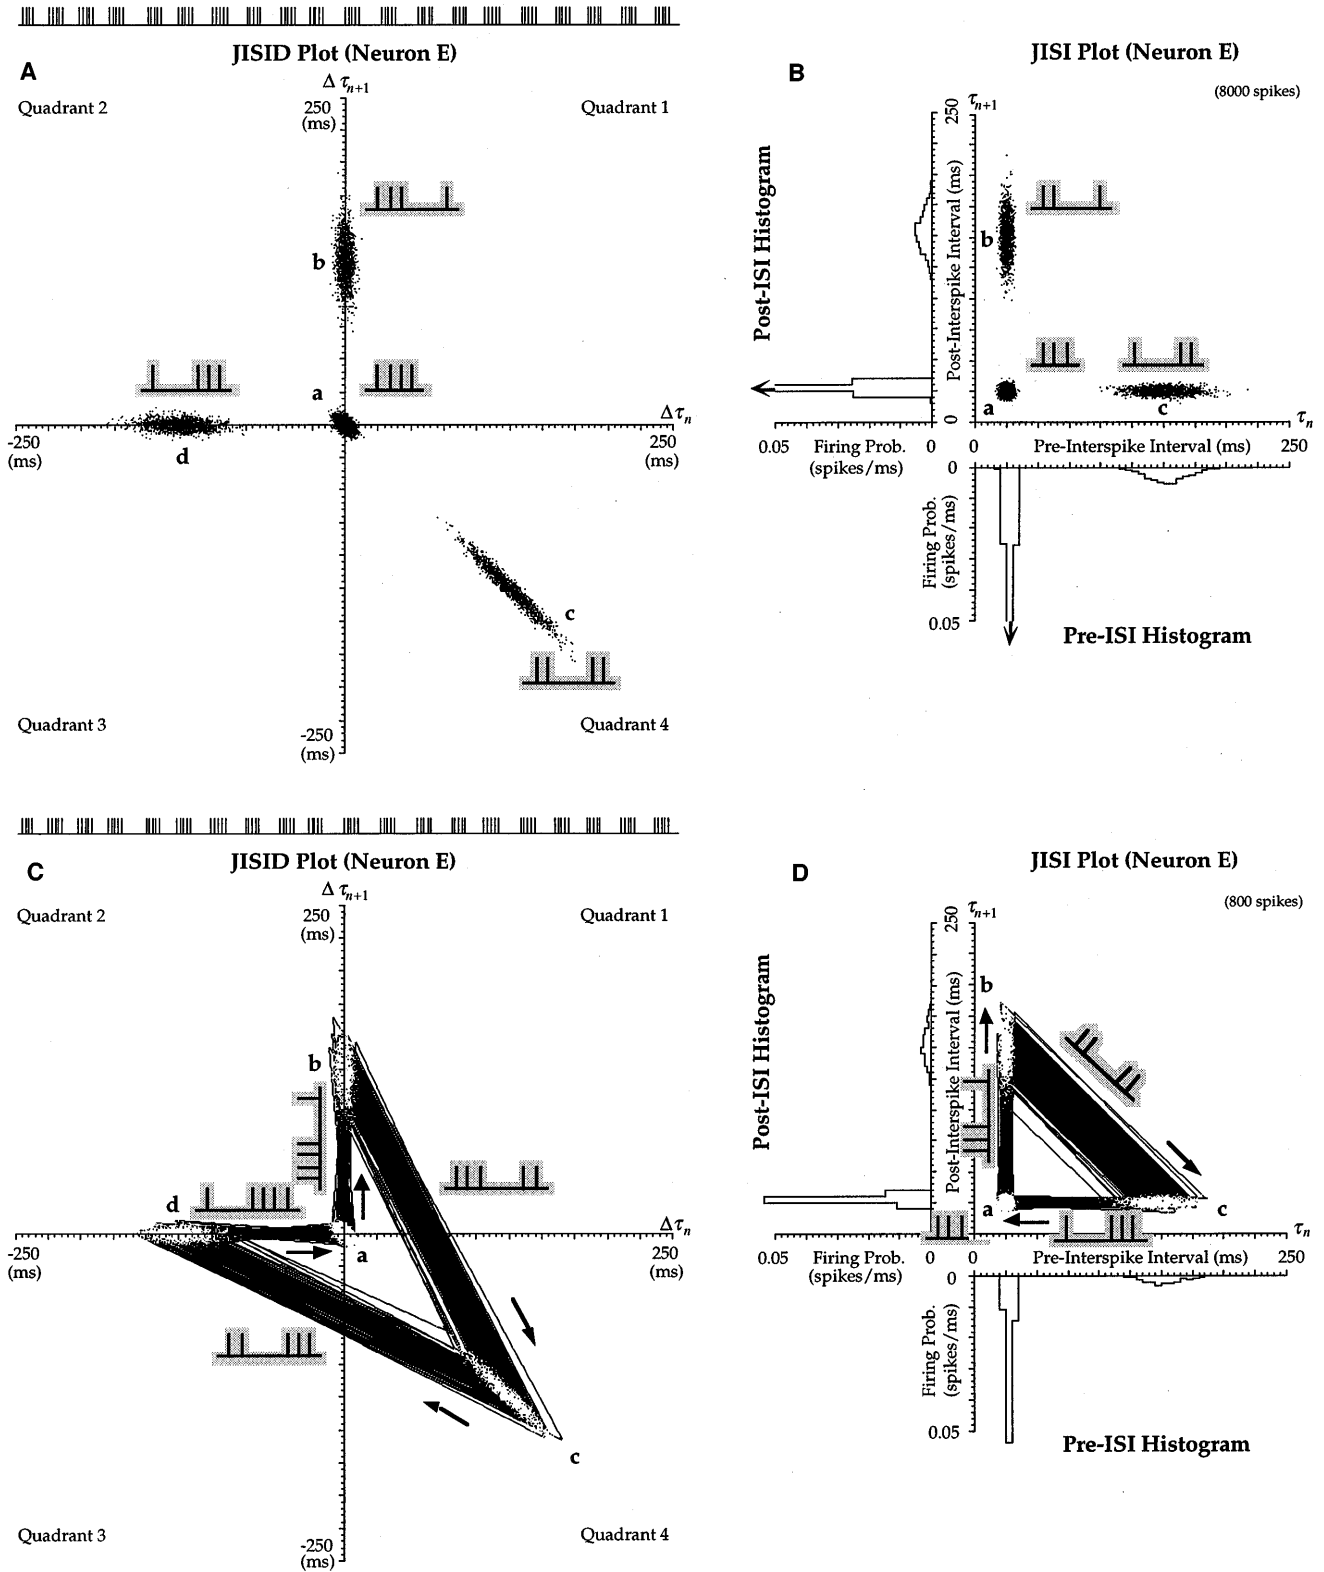 JISID Plot (Neuron E)
A
Δ τn+1
Quadrant 2
250
(ms)
Quadrant 1
b
a
d
-250
(ms)
Δτn
250
(ms)
c
Quadrant 3
-250
(ms)
Quadrant 4
JISI Plot (Neuron E)
B
(8000 spikes)
τn+1
250
Post-ISI Histogram
Post-Interspike Interval (ms)
b
a
c
0
τn
0.05
Firing Prob.
(spikes/ms)
0
0
Pre-Interspike Interval (ms)
250
0
Firing Prob.
(spikes/ms)
0.05
Pre-ISI Histogram
JISID Plot (Neuron E)
C
Δ τn+1
Quadrant 2
250
(ms)
Quadrant 1
b
d
a
-250
(ms)
Δτn
250
(ms)
c
Quadrant 3
-250
(ms)
Quadrant 4
JISI Plot (Neuron E)
D
(800 spikes)
τn+1
250
Post-ISI Histogram
Post-Interspike Interval (ms)
b
a
c
τn
0.05
Firing Prob.
(spikes/ms)
0
0
Pre-Interspike Interval (ms)
250
0
Firing Prob.
(spikes/ms)
0.05
Pre-ISI Histogram